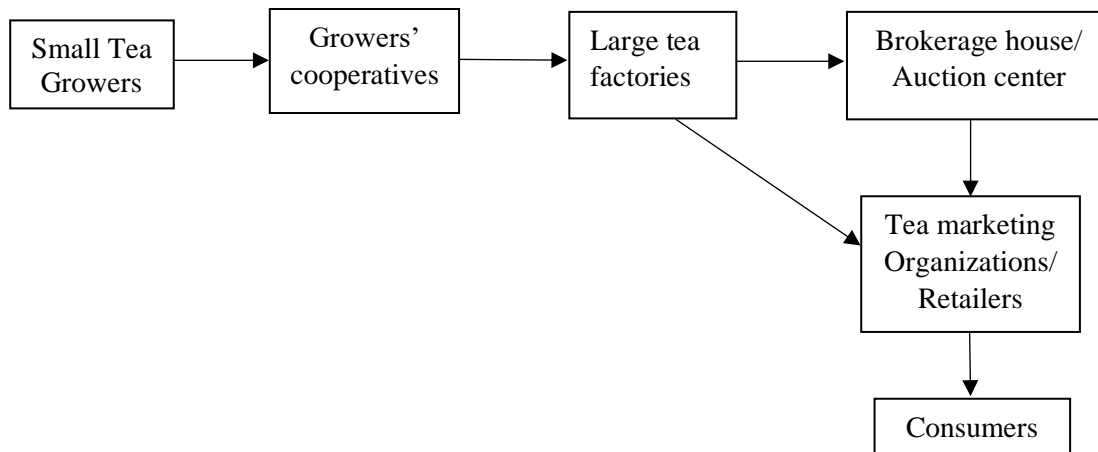 Small Tea
Growers
Growers’
cooperatives
Large tea
factories
Brokerage house/
Auction center
Tea marketing
Organizations/
Retailers
Consumers